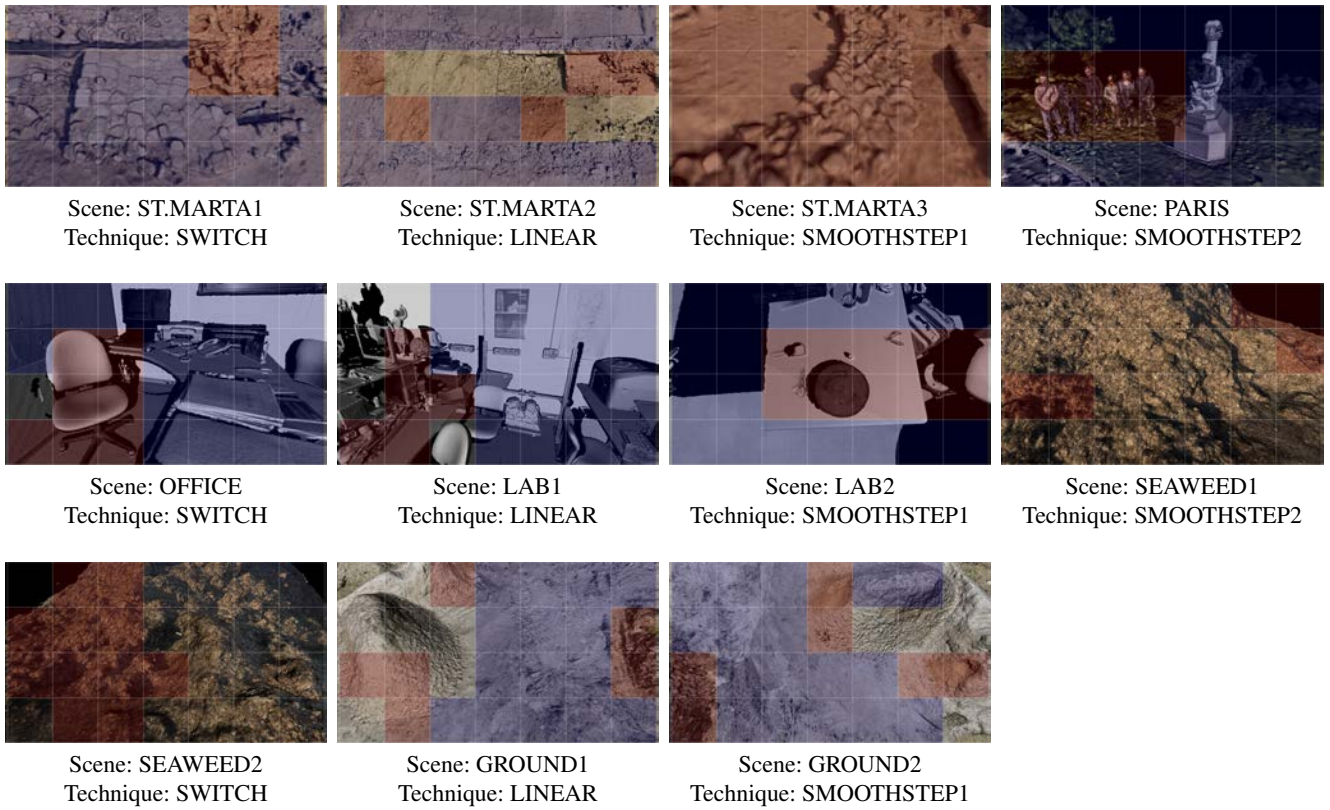 Scene: ST.MARTA1
Technique: SWITCH
Scene: ST.MARTA2
Technique: LINEAR
Scene: ST.MARTA3
Technique: SMOOTHSTEP1
Scene: PARIS
Technique: SMOOTHSTEP2
Scene: OFFICE
Technique: SWITCH
Scene: LAB1
Technique: LINEAR
Scene: LAB2
Technique: SMOOTHSTEP1
Scene: SEAWEED1
Technique: SMOOTHSTEP2
Scene: SEAWEED2
Technique: SWITCH
Scene: GROUND1
Technique: LINEAR
Scene: GROUND2
Technique: SMOOTHSTEP1